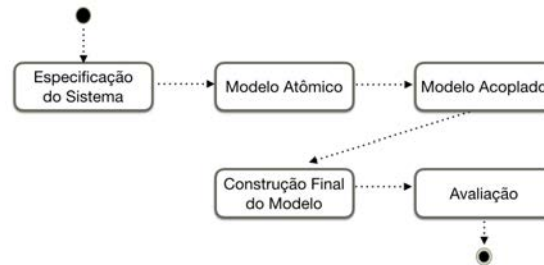 Especificação
do Sistema
Modelo Atômico
Modelo Acoplado
Construção Final
do Modelo
Avaliação